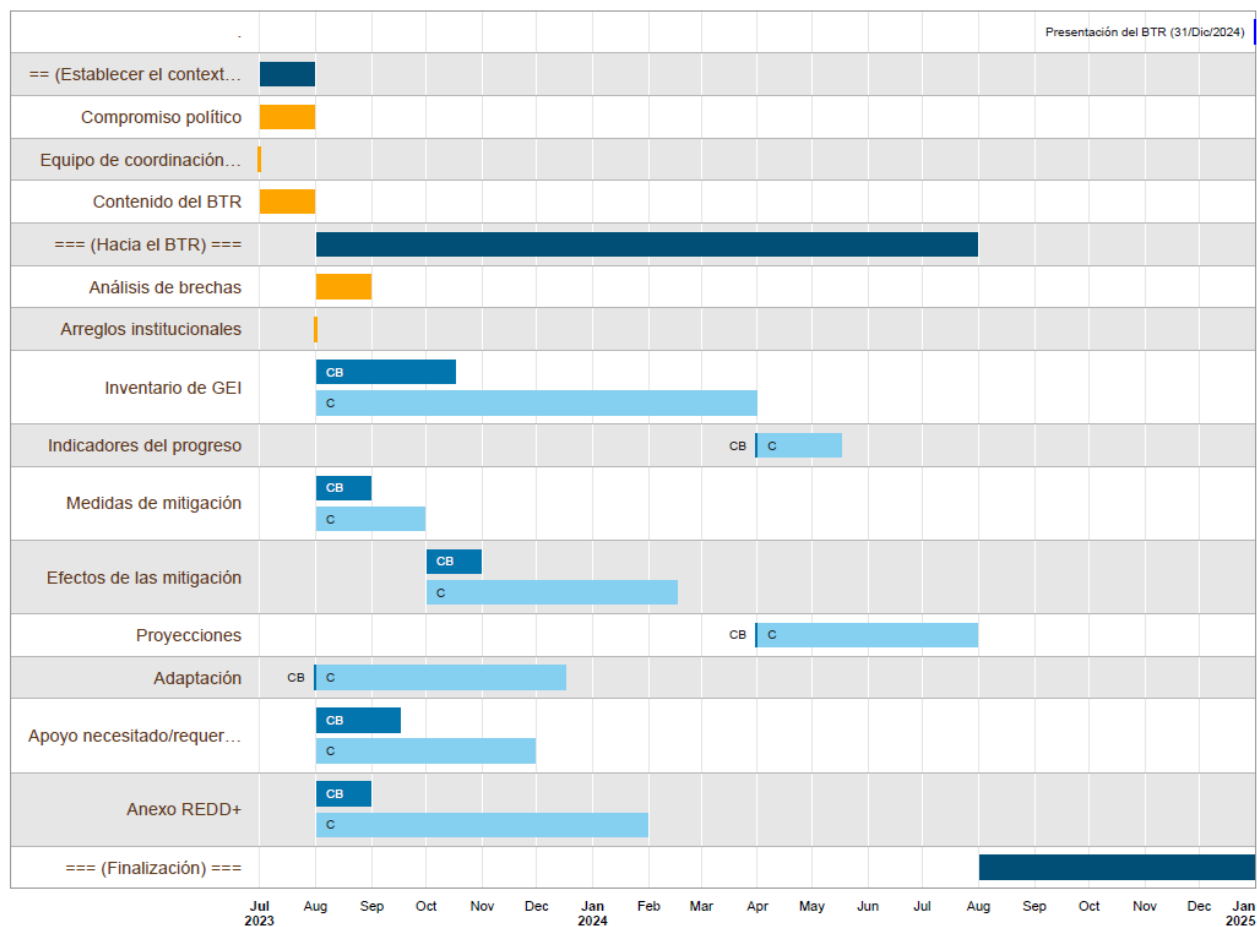 .
Presentación del BTR (31/Dic/2024)
== (Establecer el context…
Compromiso político
Equipo de coordinación…
Contenido del BTR
=== (Hacia el BTR) ===
Análisis de brechas
Arreglos institucionales
Inventario de GEI
CB
C
Indicadores del progreso
CB
C
Medidas de mitigación
CB
C
Efectos de las mitigación
CB
C
Proyecciones
CB
C
Adaptación
CB
C
Apoyo necesitado/requer…
CB
C
Anexo REDD+
CB
C
=== (Finalización) ===
Jul Aug Sep Oct Nov Dec Jan Feb Mar Apr May Jun Jul Aug Sep Oct Nov Dec Jan
2023 2024 2025